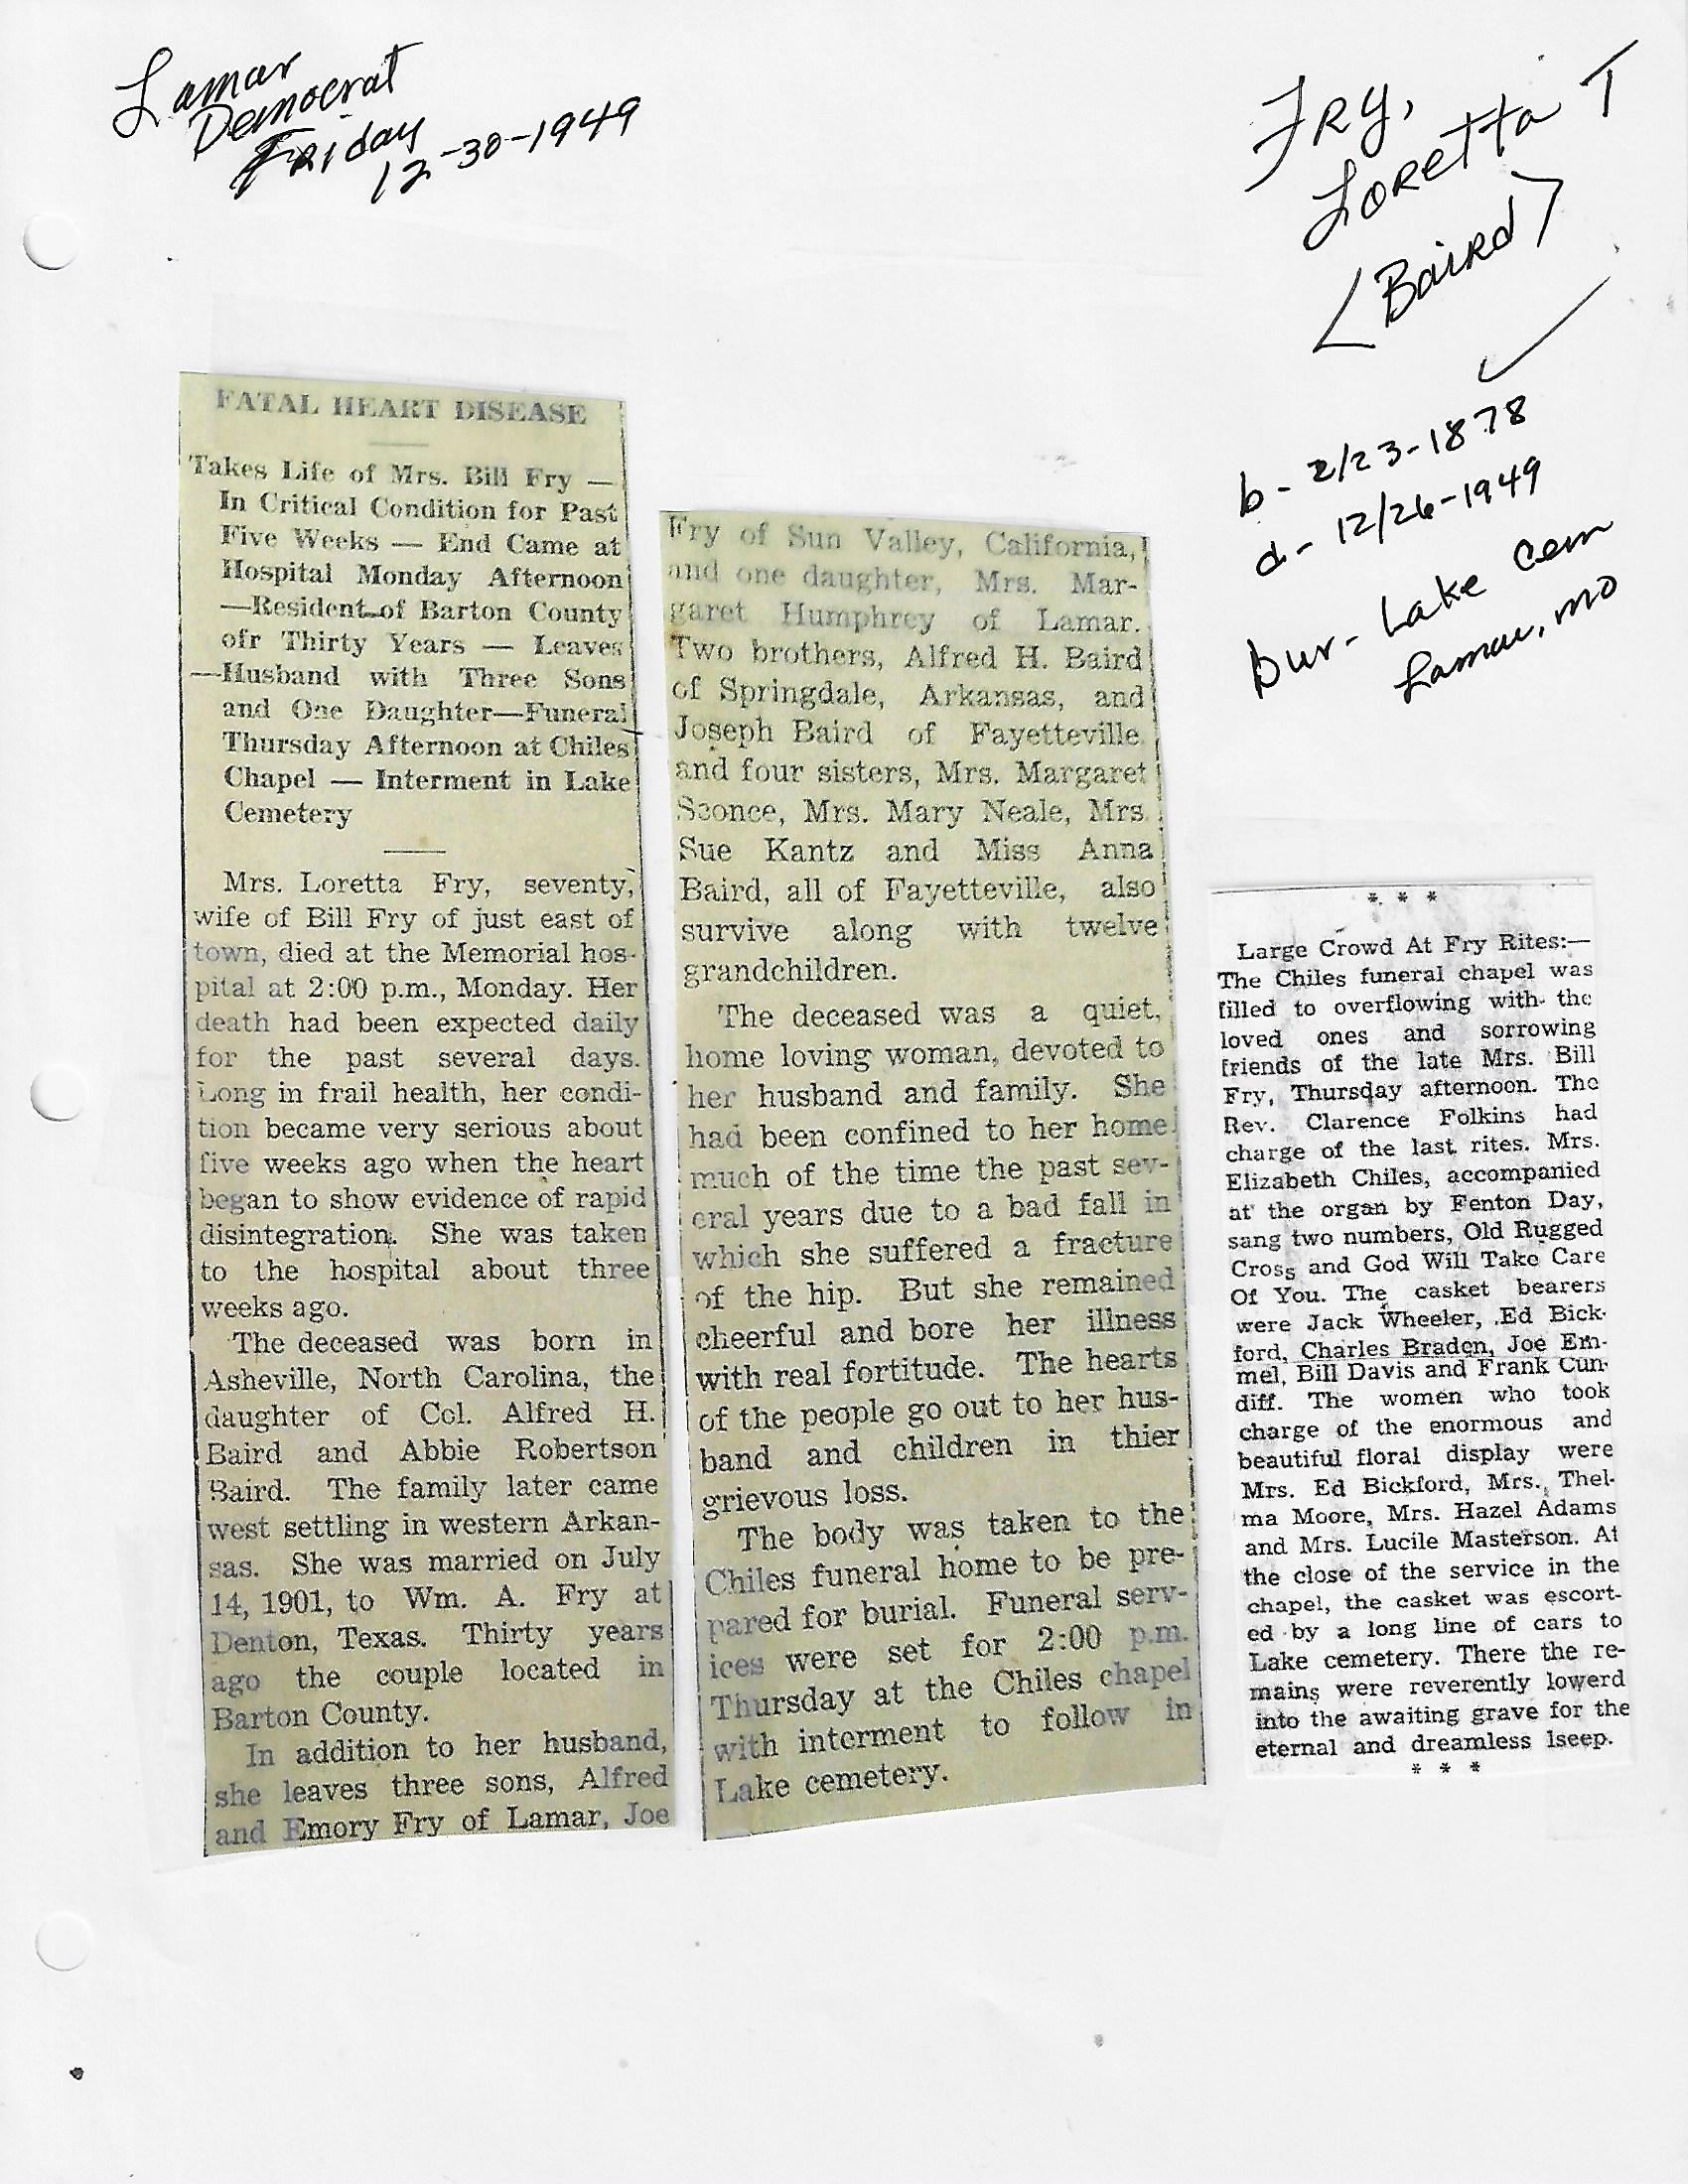 Lamar
Democrat
Friday
12-30-1949
FRY,
Loretta T
<Baird>
b- 2/23-1878
d- 12/26-1949
bur- Lake Cem
Lamar, MO
FATAL HEART DISEASE
Takes Life of Mrs. Bill Fry —
In Critical Condition for Past
Five Weeks — End Came at
Hospital Monday Afternoon
—Resident of Barton County
ofr Thirty Years — Leaves
—Husband with Three Sons
and One Daughter—Funeral
Thursday Afternoon at Chiles
Chapel — Interment in Lake
Cemetery
Mrs. Loretta Fry, seventy,
wife of Bill Fry of just east of
town, died at the Memorial hos-
pital at 2:00 p.m., Monday. Her
death had been expected daily
for the past several days.
Long in frail health, her condi-
tion became very serious about
five weeks ago when the heart
began to show evidence of rapid
disintegration. She was taken
to the hospital about three
weeks ago.
The deceased was born in
Asheville, North Carolina, the
daughter of Col. Alfred H.
Baird and Abbie Robertson
Baird. The family later came
west settling in western Arkan-
sas. She was married on July
14, 1901, to Wm. A. Fry at
Denton, Texas. Thirty years
ago the couple located in
Barton County.
In addition to her husband,
she leaves three sons, Alfred
and Emory Fry of Lamar, Joe
Fry of Sun Valley, California,
and one daughter, Mrs. Mar-
garet Humphrey of Lamar.
Two brothers, Alfred H. Baird
of Springdale, Arkansas, and
Joseph Baird of Fayetteville
and four sisters, Mrs. Margaret
Sconce, Mrs. Mary Neale, Mrs.
Sue Kantz and Miss Anna
Baird, all of Fayetteville, also
survive along with twelve
grandchildren.
The deceased was a quiet,
home loving woman, devoted to
her husband and family. She
had been confined to her home
much of the time the past sev-
eral years due to a bad fall in
which she suffered a fracture
of the hip. But she remained
cheerful and bore her illness
with real fortitude. The hearts
of the people go out to her hus-
band and children in thier
grievous loss.
The body was taken to the
Chiles funeral home to be pre-
pared for burial. Funeral serv-
ices were set for 2:00 p.m.
Thursday at the Chiles chapel
with interment to follow in
Lake cemetery.
* * *
Large Crowd At Fry Rites:—
The Chiles funeral chapel was
filled to overflowing with the
loved ones and sorrowing
friends of the late Mrs. Bill
Fry, Thursday afternoon. The
Rev. Clarence Folkins had
charge of the last rites. Mrs.
Elizabeth Chiles, accompanied
at the organ by Fenton Day,
sang two numbers, Old Rugged
Cross and God Will Take Care
Of You. The casket bearers
were Jack Wheeler, Ed Bick-
ford, Charles Braden, Joe Em-
mel, Bill Davis and Frank Cun-
diff. The women who took
charge of the enormous and
beautiful floral display were
Mrs. Ed Bickford, Mrs. Thel-
ma Moore, Mrs. Hazel Adams
and Mrs. Lucile Masterson. At
the close of the service in the
chapel, the casket was escort-
ed by a long line of cars to
Lake cemetery. There the re-
mains were reverently lowerd
into the awaiting grave for the
eternal and dreamless lseep.
* * *